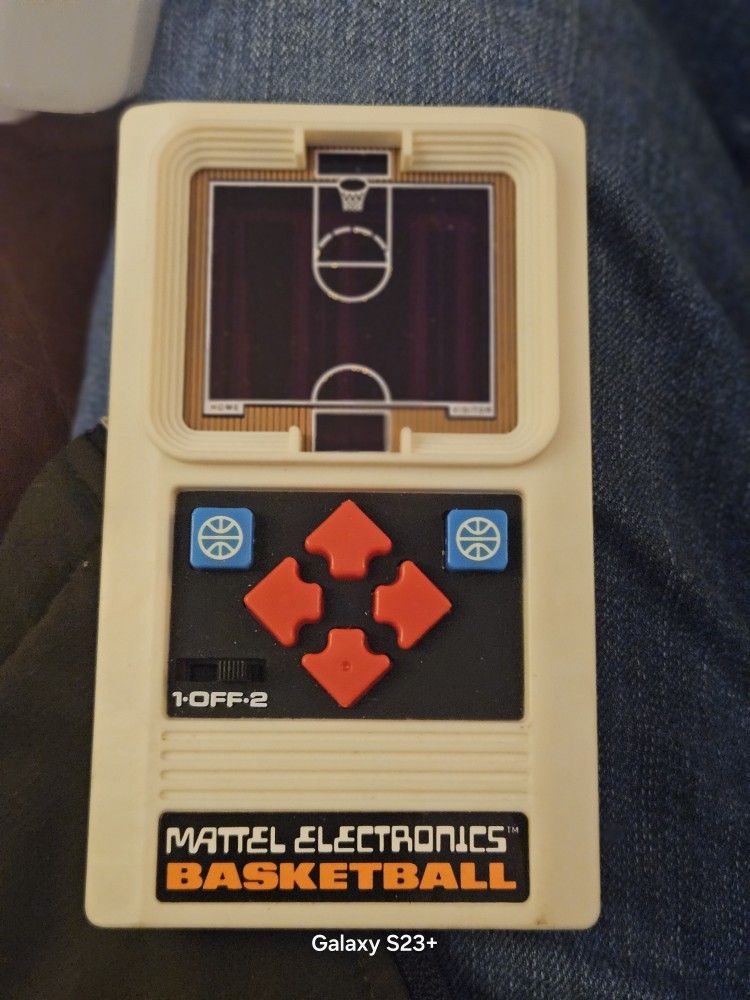 HOME VISITOR
1•OFF•2
MATTEL ELECTRONICS™
BASKETBALL
Galaxy S23+